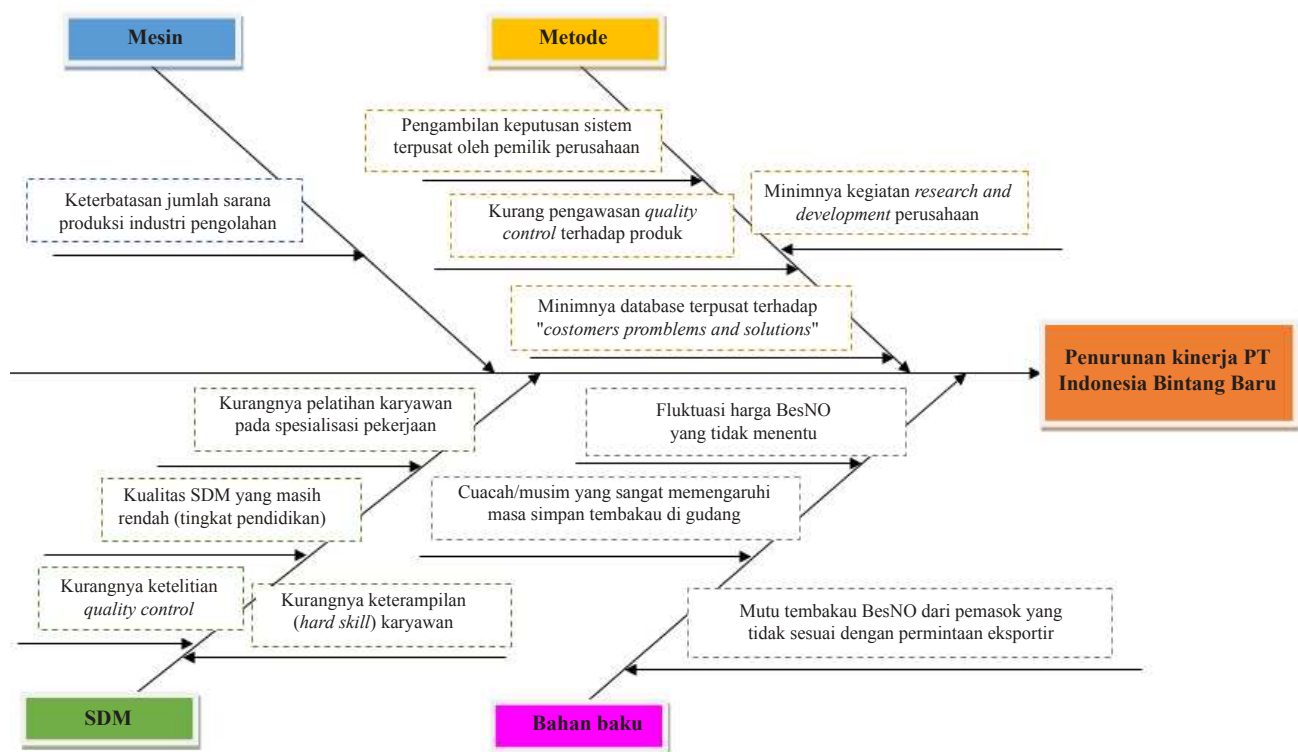 Mesin
Metode
Pengambilan keputusan sistem
terpusat oleh pemilik perusahaan
Keterbatasan jumlah sarana
produksi industri pengolahan
Kurang pengawasan quality
control terhadap produk
Minimnya kegiatan research and
development perusahaan
Minimnya database terpusat terhadap
"costomers promblems and solutions"
Penurunan kinerja PT
Indonesia Bintang Baru
Kurangnya pelatihan karyawan
pada spesialisasi pekerjaan
Fluktuasi harga BesNO
yang tidak menentu
Kualitas SDM yang masih
rendah (tingkat pendidikan)
Cuacah/musim yang sangat memengaruhi
masa simpan tembakau di gudang
Kurangnya ketelitian
quality control
Kurangnya keterampilan
(hard skill) karyawan
Mutu tembakau BesNO dari pemasok yang
tidak sesuai dengan permintaan eksportir
SDM
Bahan baku